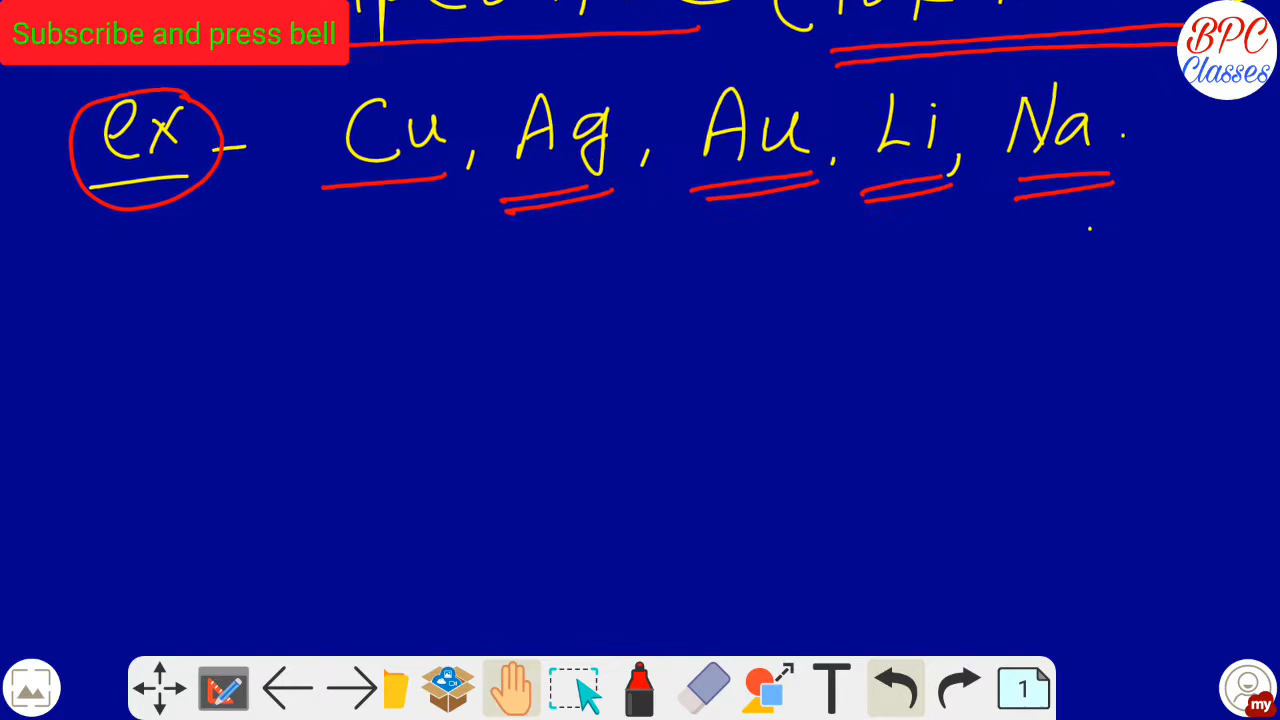 Subscribe and press bell
BPC
Classes
ex - Cu, Ag, Au, Li, Na.
1
my